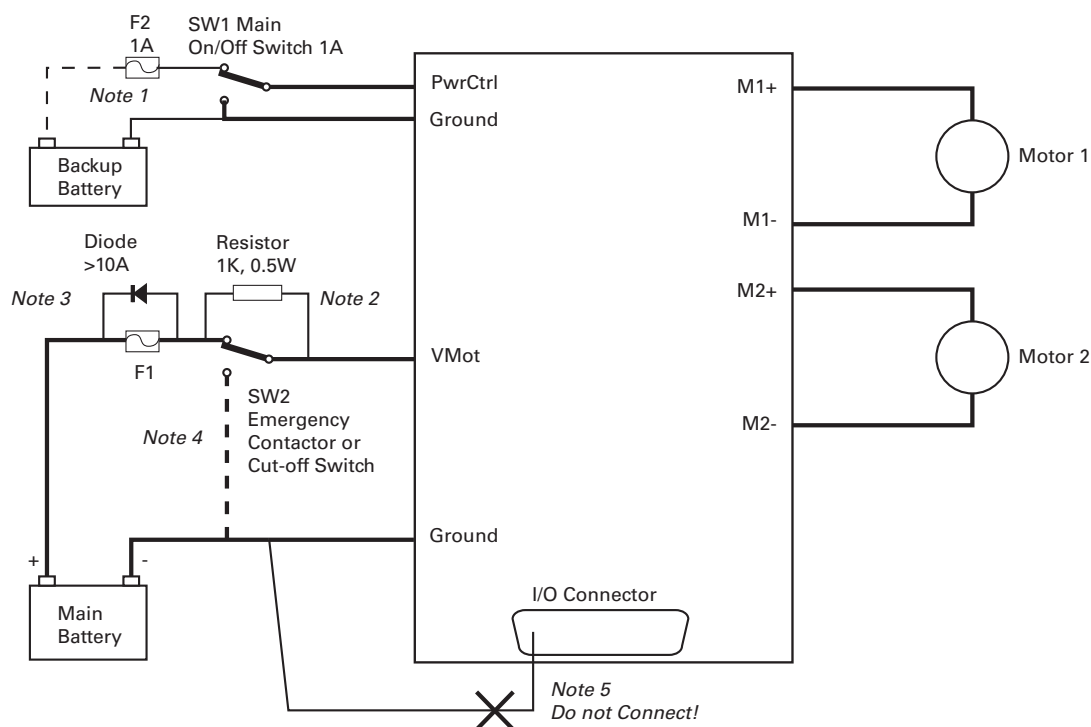 F2
1A
SW1 Main
On/Off Switch 1A
Note 1
PwrCtrl
Ground
M1+
Motor 1
M1-
Backup
Battery
Diode
>10A
Resistor
1K, 0.5W
Note 3
Note 2
F1
VMot
M2+
Motor 2
M2-
SW2
Emergency
Contactor or
Cut-off Switch
Note 4
Ground
+
-
Main
Battery
I/O Connector
Note 5
Do not Connect!